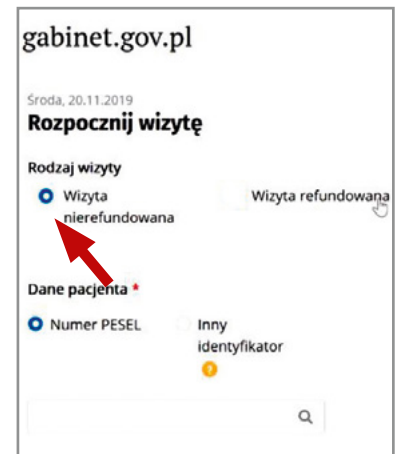 gabinet.gov.pl
Środa, 20.11.2019
Rozpocznij wizytę
Rodzaj wizyty
Wizyta nierefundowana
Wizyta refundowana
Dane pacjenta *
Numer PESEL
Inny identyfikator
?